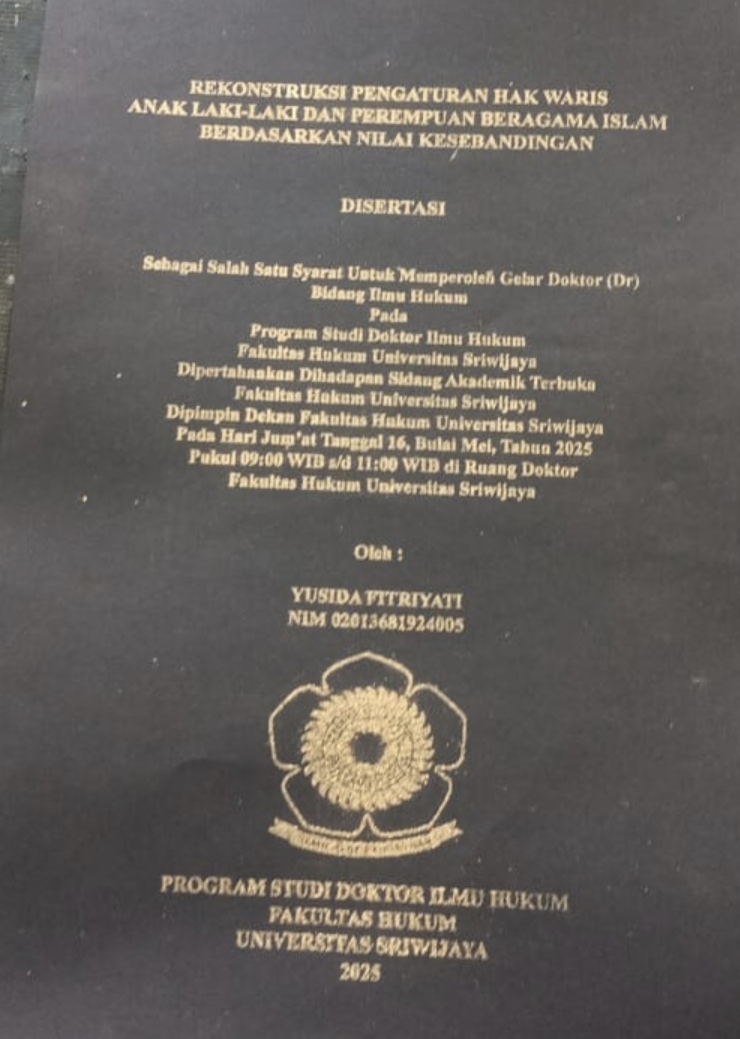 REKONSTRUKSI PENGATURAN HAK WARIS
ANAK LAKI-LAKI DAN PEREMPUAN BERAGAMA ISLAM
BERDASARKAN NILAI KESEBANDINGAN
DISERTASI
Sebagai Salah Satu Syarat Untuk Memperoleh Gelar Doktor (Dr)
Bidang Ilmu Hukum
Pada
Program Studi Doktor Ilmu Hukum
Fakultas Hukum Universitas Sriwijaya
Dipertahankan Dihadapan Sidang Akademik Terbuka
Fakultas Hukum Universitas Sriwijaya
Dipimpin Dekan Fakultas Hukum Universitas Sriwijaya
Pada Hari Jum'at Tanggal 16, Bulai Mei, Tahun 2025
Pukul 09:00 WIB s/d 11:00 WIB di Ruang Doktor
Fakultas Hukum Universitas Sriwijaya
Oleh :
YUSIDA FITRIYATI
NIM 02013681924005
PROGRAM STUDI DOKTOR ILMU HUKUM
FAKULTAS HUKUM
UNIVERSITAS SRIWIJAYA
2025